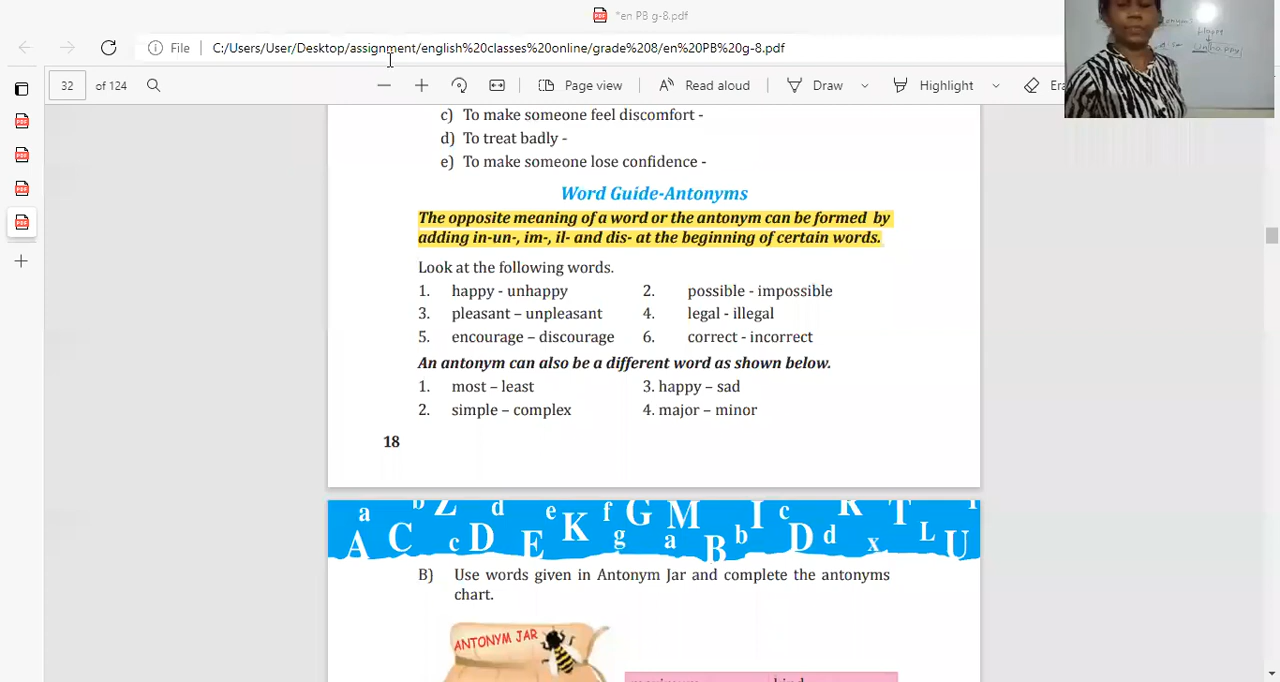 *en PB g-8.pdf
File
C:/Users/User/Desktop/assignment/english%20classes%20online/grade%208/en%20PB%20g-8.pdf
32 of 124
Page view
Read aloud
Draw
Highlight
c) To make someone feel discomfort -
d) To treat badly -
e) To make someone lose confidence -
Word Guide-Antonyms
The opposite meaning of a word or the antonym can be formed by
adding in-un-, im-, il- and dis- at the beginning of certain words.
Look at the following words.
1. happy - unhappy 2. possible - impossible
3. pleasant – unpleasant 4. legal - illegal
5. encourage – discourage 6. correct - incorrect
An antonym can also be a different word as shown below.
1. most – least 3. happy – sad
2. simple – complex 4. major – minor
18
a b Z d e K f G M I c R T
A C c D E g a B b D d x L U
B) Use words given in Antonym Jar and complete the antonyms
chart.
ANTONYM JAR